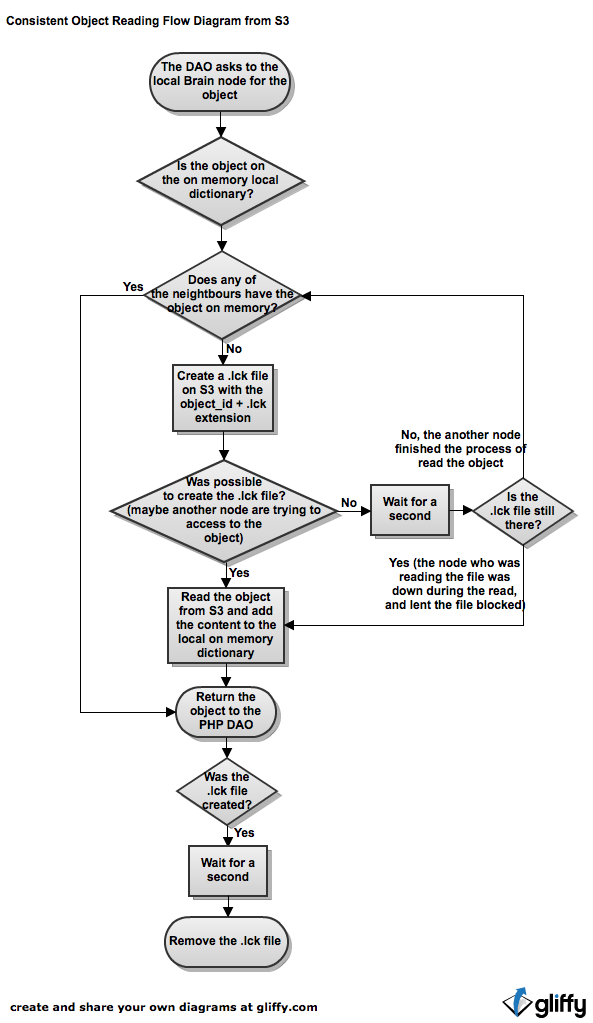 Consistent Object Reading Flow Diagram from S3
The DAO asks to the
local Brain node for the
object
Is the object on
the on memory local
dictionary?
Does any of
the neighbours have the
object on memory?
Yes
No
Create a .lck file
on S3 with the
object_id + .lck
extension
No, the another node
finished the process of
read the object
Was possible
to create the .lck file?
(maybe another node are trying to
access to the
object)
No
Wait for a
second
Is the
.lck file still
there?
Yes
Yes (the node who was
reading the file was
down during the read,
and lent the file blocked)
Read the object
from S3 and add
the content to the
local on memory
dictionary
Return the
object to the
PHP DAO
Was the
.lck file
created?
Yes
Wait for a
second
Remove the .lck file
create and share your own diagrams at gliffy.com
gliffy